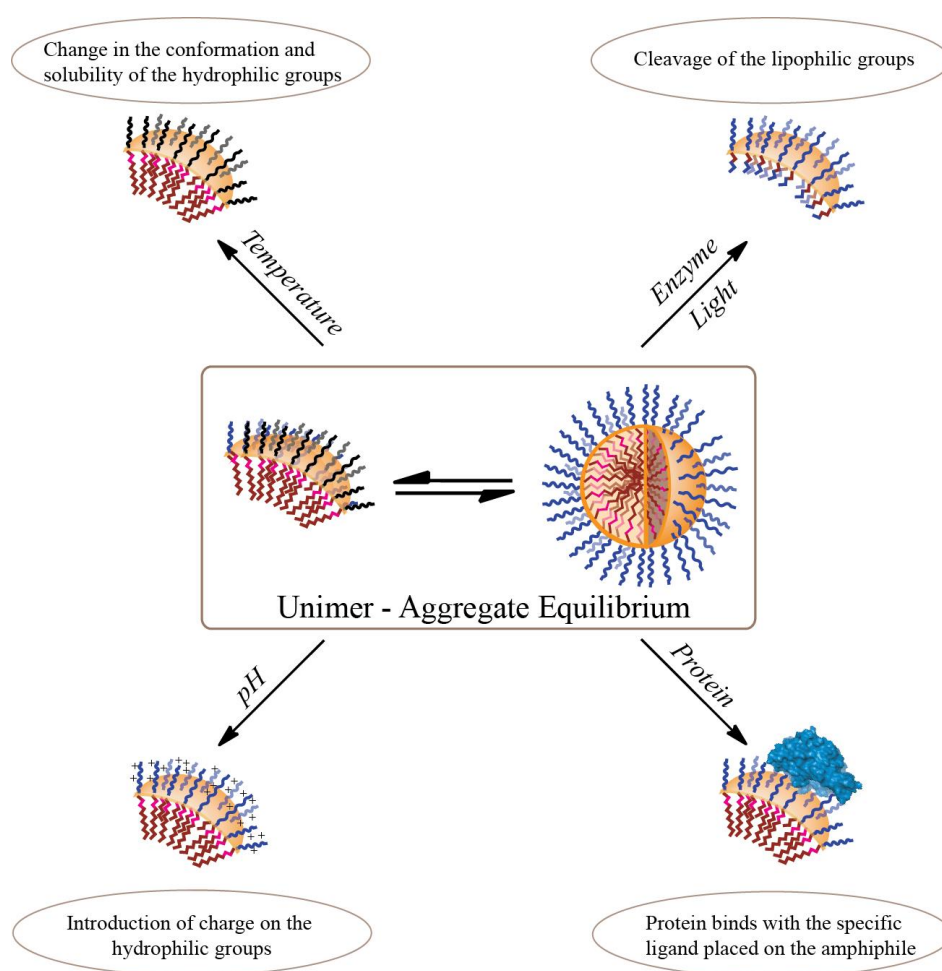 Change in the conformation and
solubility of the hydrophilic groups
Cleavage of the lipophilic groups
Temperature
Enzyme
Light
Unimer - Aggregate Equilibrium
pH
Protein
Introduction of charge on the
hydrophilic groups
Protein binds with the specific
ligand placed on the amphiphile